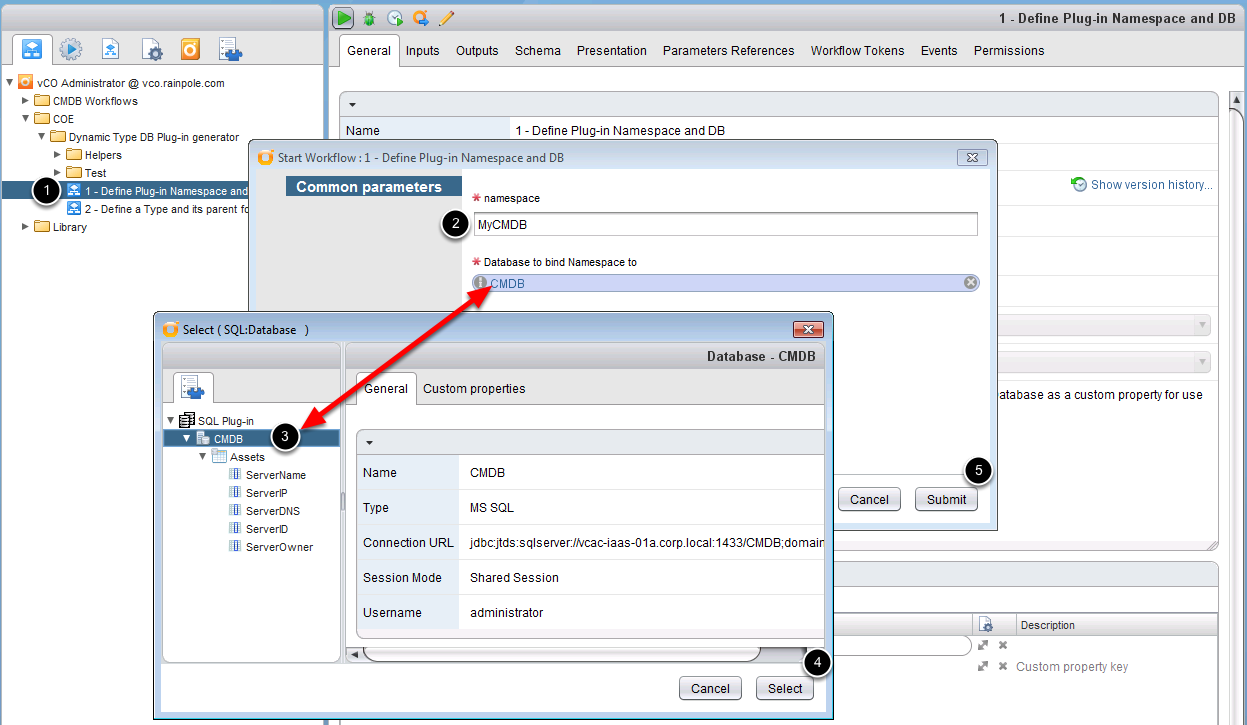 1 - Define Plug-in Namespace and DB
General Inputs Outputs Schema Presentation Parameters References Workflow Tokens Events Permissions
vCO Administrator @ vco.rainpole.com
CMDB Workflows
COE
Dynamic Type DB Plug-in generator
Helpers
Test
1
1 - Define Plug-in Namespace and
2 - Define a Type and its parent fo
Library
Name 1 - Define Plug-in Namespace and DB
Show version history...
atabase as a custom property for use
Description
Custom property key
Start Workflow : 1 - Define Plug-in Namespace and DB
Common parameters
* namespace
2
MyCMDB
* Database to bind Namespace to
CMDB
5
Cancel Submit
Select ( SQL:Database )
Database - CMDB
General Custom properties
SQL Plug-in
CMDB
3
Assets
ServerName
ServerIP
ServerDNS
ServerID
ServerOwner
Name CMDB
Type MS SQL
Connection URL jdbc:jtds:sqlserver://vcac-iaas-01a.corp.local:1433/CMDB;domain
Session Mode Shared Session
Username administrator
4
Cancel Select